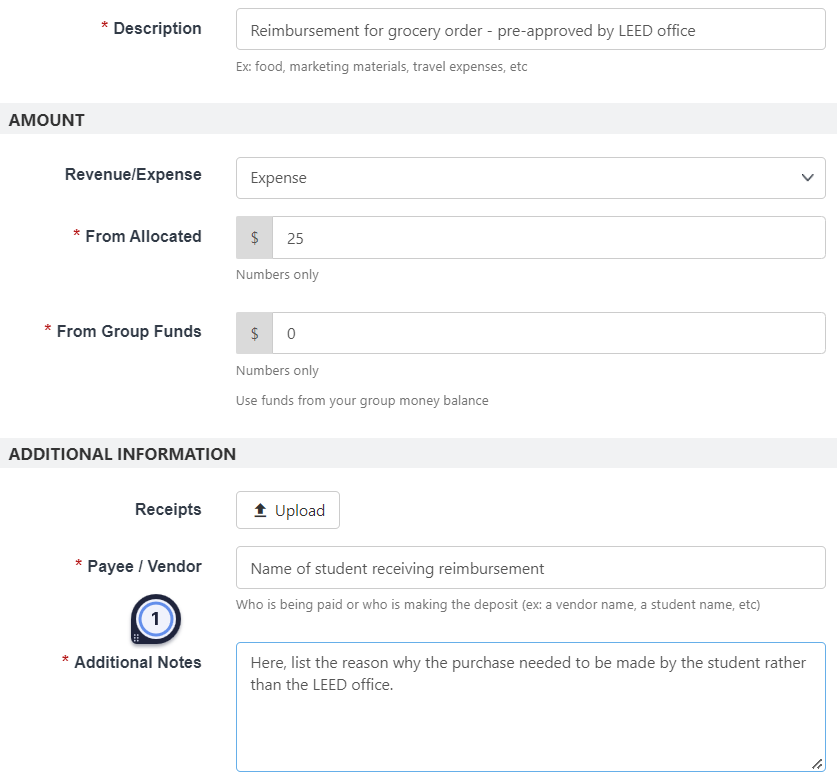 * Description
Reimbursement for grocery order - pre-approved by LEED office
Ex: food, marketing materials, travel expenses, etc
AMOUNT
Revenue/Expense
Expense
* From Allocated
$ 25
Numbers only
* From Group Funds
$ 0
Numbers only
Use funds from your group money balance
ADDITIONAL INFORMATION
Receipts
Upload
* Payee / Vendor
Name of student receiving reimbursement
Who is being paid or who is making the deposit (ex: a vendor name, a student name, etc)
1
* Additional Notes
Here, list the reason why the purchase needed to be made by the student rather
than the LEED office.